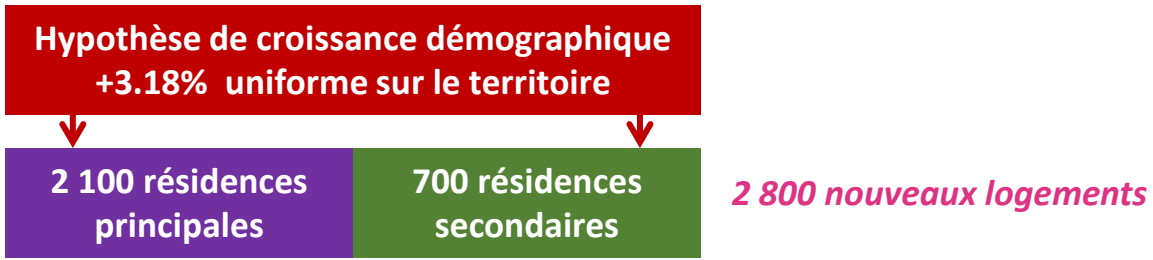 Hypothèse de croissance démographique
+3.18% uniforme sur le territoire
2 100 résidences
principales
700 résidences
secondaires
2 800 nouveaux logements